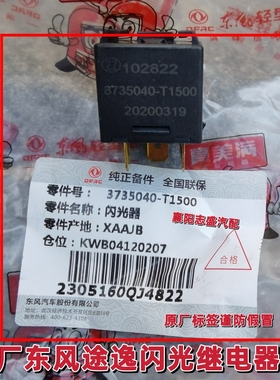 DFAC
102822
3735040-T1500
20200319
DFAC 纯正备件 全国联保
零件号: 3735040-T1500
零件名称: 闪光器
襄阳志盛汽配
零件产地: XAAJB
合格
仓位: KWB04120207
2305160QJ4822
东风汽车股份有限公司
原厂标签谨防假冒
厂东风途逸闪光继电器